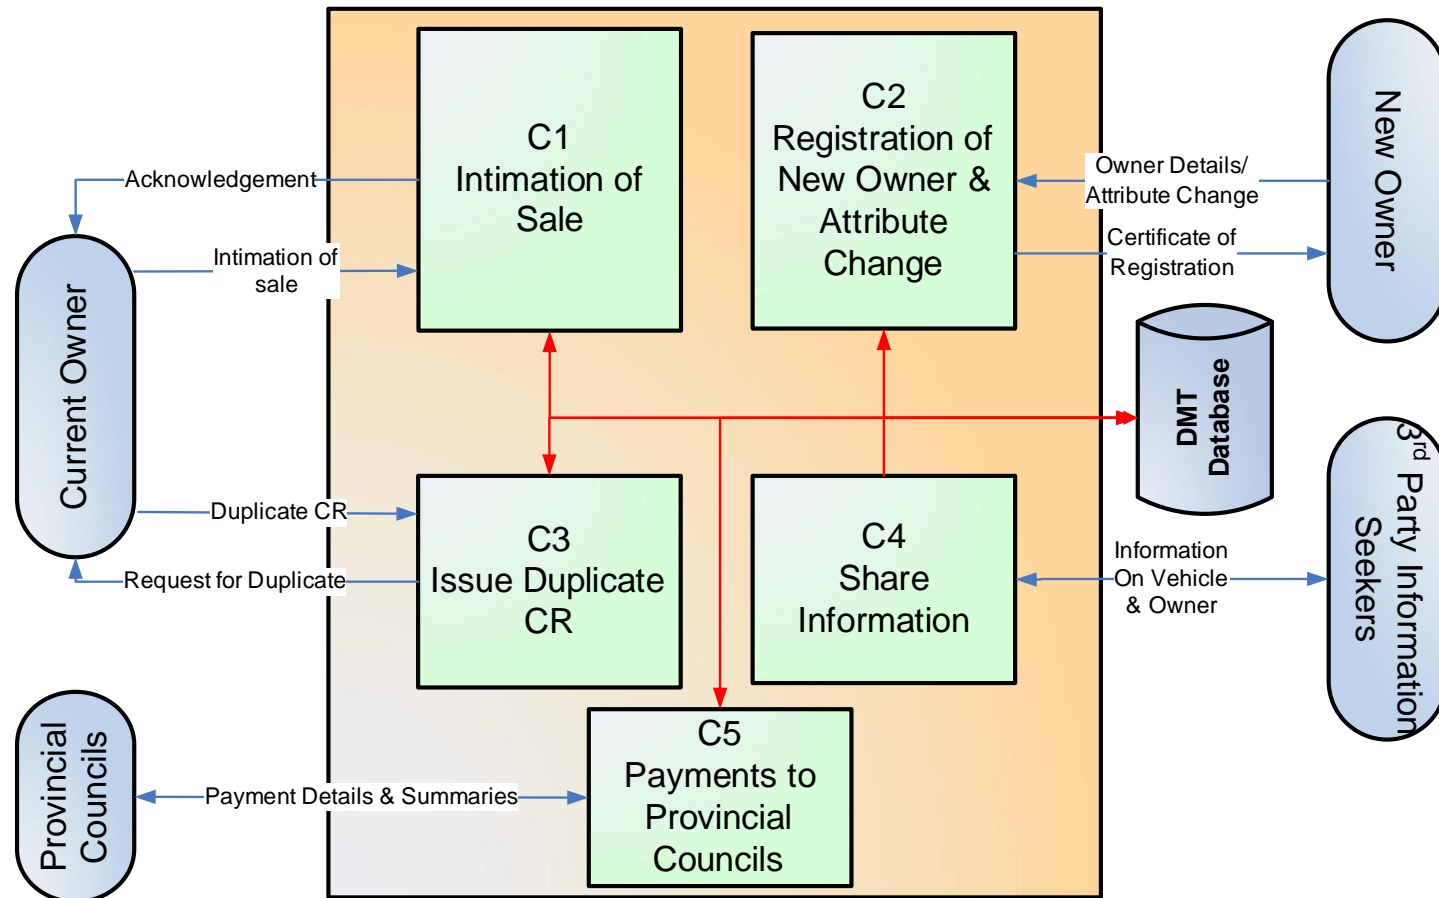 C1
Intimation of
Sale
C2
Registration of
New Owner &
Attribute
Change
New Owner
Acknowledgement
Owner Details/
Attribute Change
Intimation of
sale
Certificate of
Registration
Current Owner
DMT
Database
3rd Party Information
Seekers
Duplicate CR
Request for Duplicate
C3
Issue Duplicate
CR
C4
Share
Information
Information
On Vehicle
& Owner
Provincial
Councils
Payment Details & Summaries
C5
Payments to
Provincial
Councils